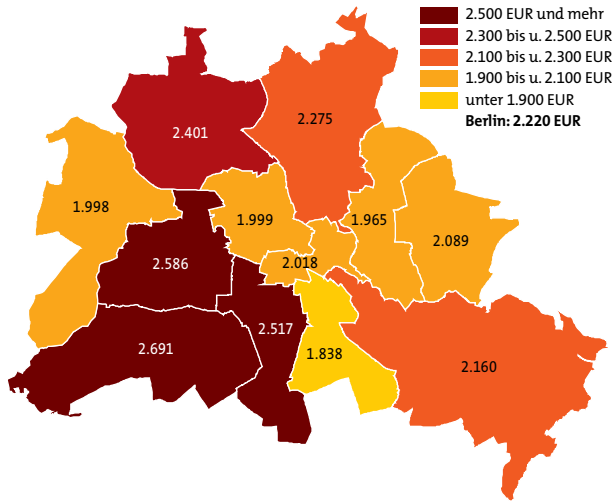 2.500 EUR und mehr
2.300 bis u. 2.500 EUR
2.100 bis u. 2.300 EUR
1.900 bis u. 2.100 EUR
unter 1.900 EUR
Berlin: 2.220 EUR
2.401
2.275
1.998
1.999
1.965
2.089
2.586
2.018
2.517
2.691
1.838
2.160